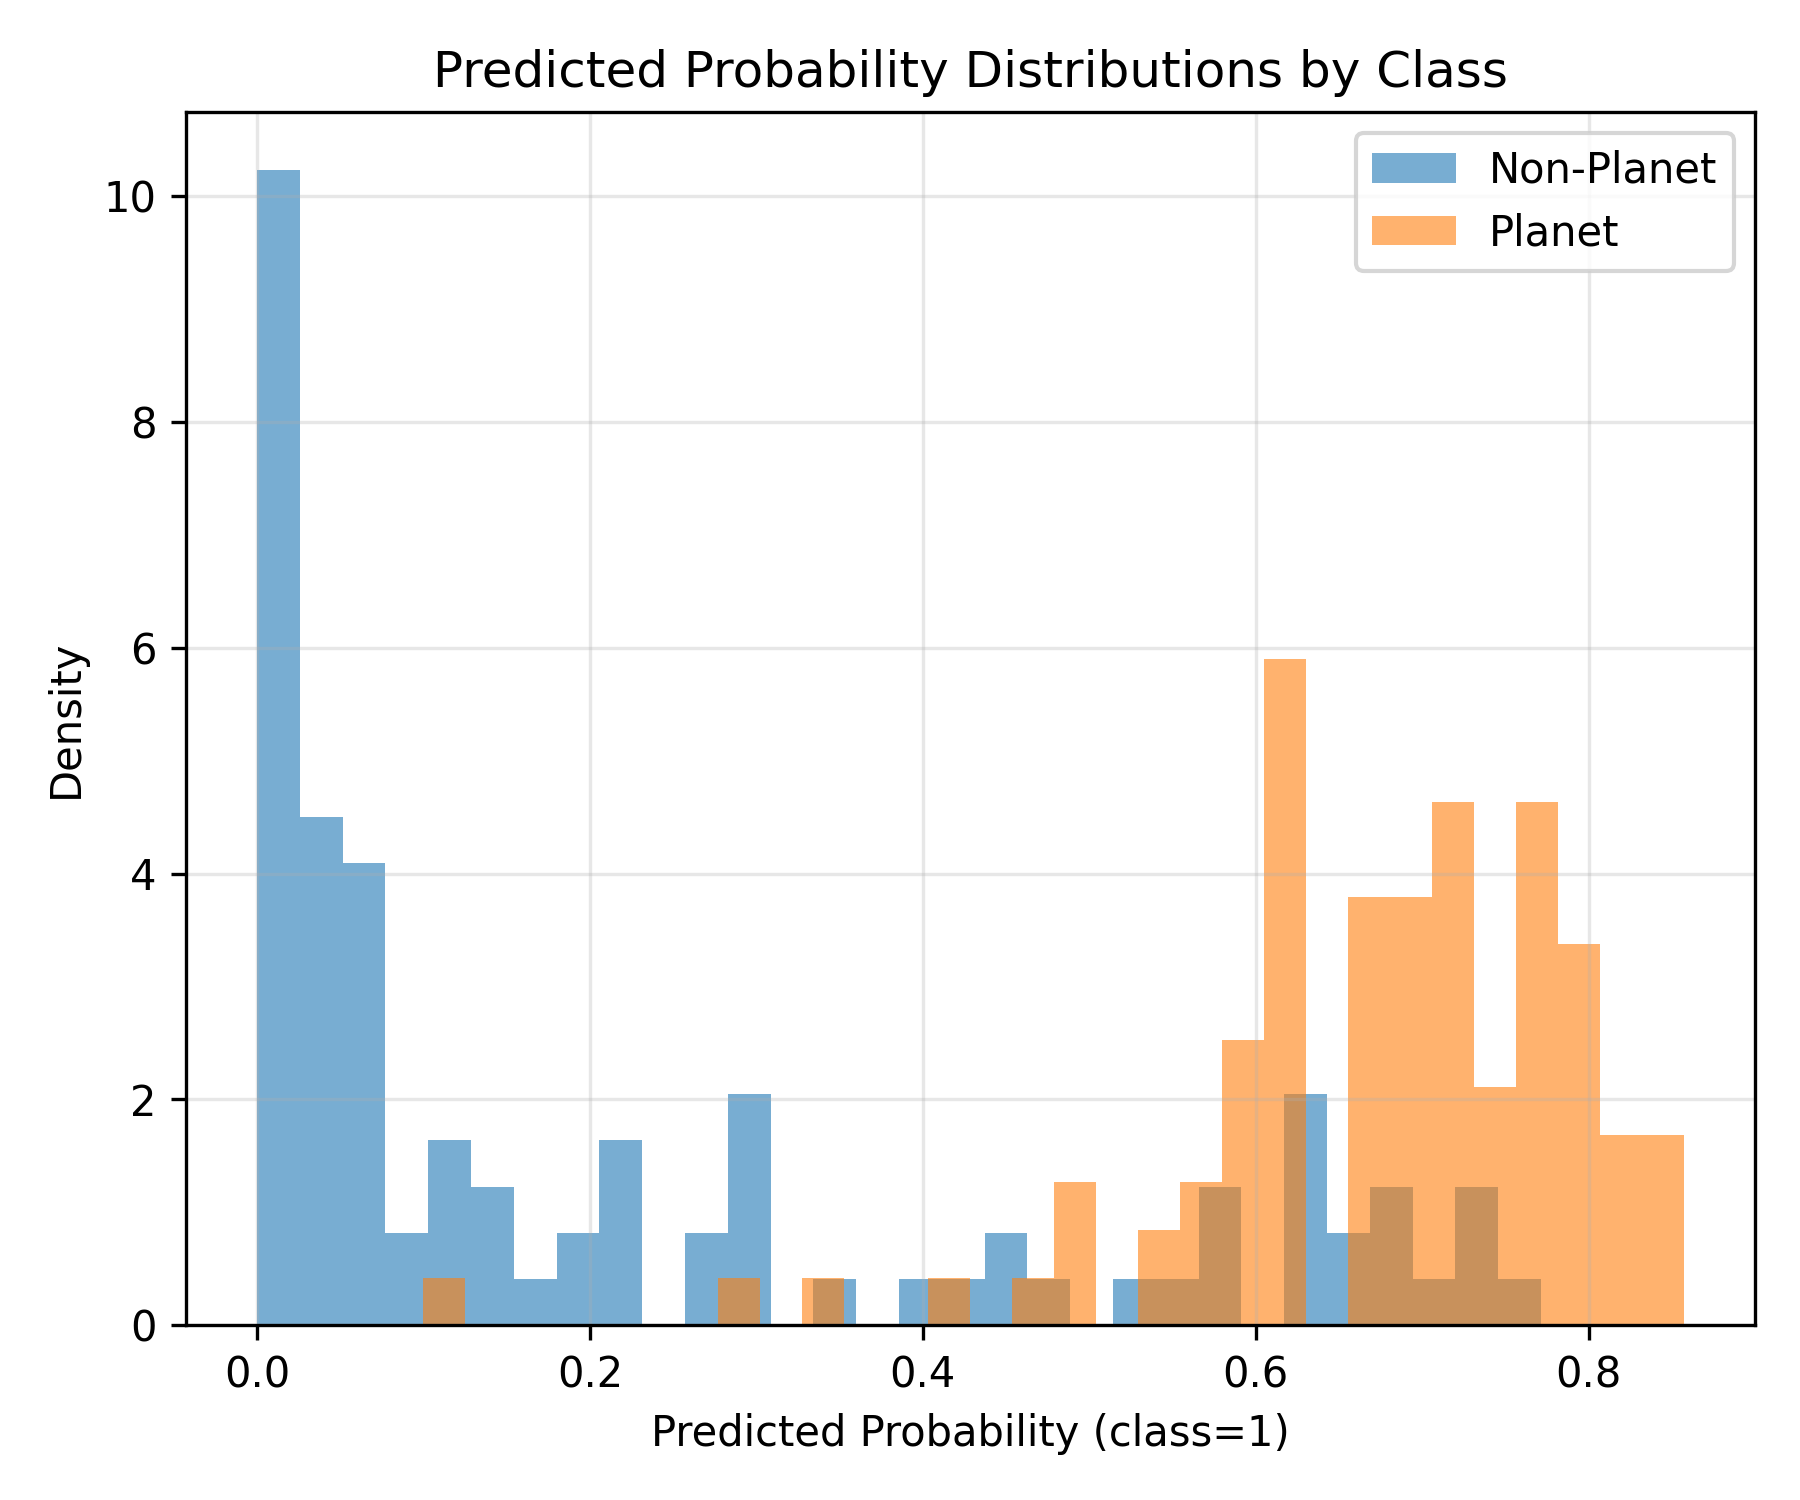 Predicted Probability Distributions by Class
Non-Planet
Planet
Density
10
8
6
4
2
0
0.0 0.2 0.4 0.6 0.8
Predicted Probability (class=1)